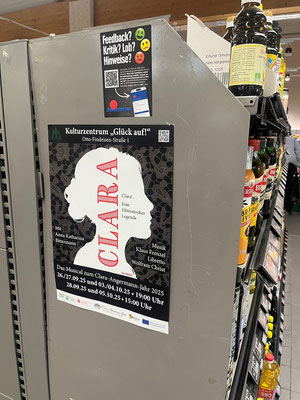 Feedback?
Kritik? Lob?
Hinweise?
Kulturzentrum „Glück auf!"
Otto-Findeisen-Straße 1
CLARA
Clara!
Eine
Eibenstocker
Legende
Mit
Anna Katharina
Bittermann
Musik
Klaus Frenzel
Libretto
Wolfram Christ
Das Musical zum Clara-Angermann-Jahr 2025
26./27.09.25 und 03./04.10.25 • 19:00 Uhr
28.09.25 und 05.10.25 • 15:00 Uhr